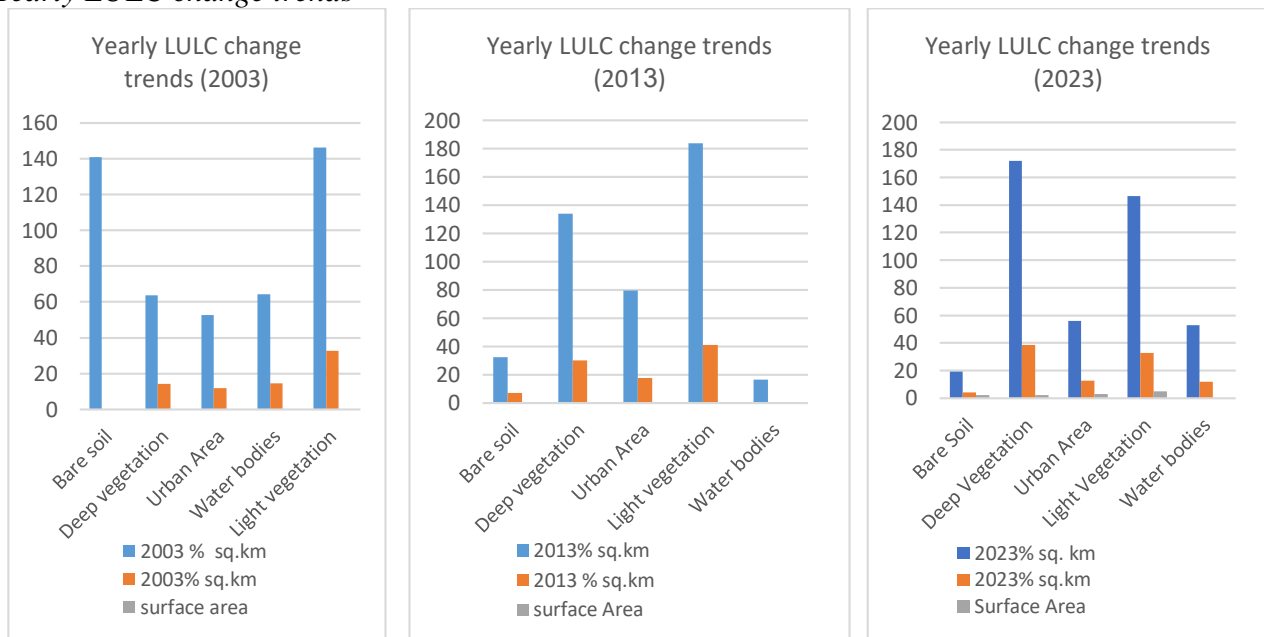 Yearly LULC change trends
Yearly LULC change
trends (2003)
160
140
120
100
80
60
40
20
0
Bare soil
Deep vegetation
Urban Area
Water bodies
Light vegetation
2003 % sq.km
2003% sq.km
surface area
Yearly LULC change trends
(2013)
200
180
160
140
120
100
80
60
40
20
0
Bare soil
Deep vegetation
Urban Area
Light vegetation
Water bodies
2013% sq.km
2013 % sq.km
surface Area
Yearly LULC change trends
(2023)
200
180
160
140
120
100
80
60
40
20
0
Bare Soil
Deep Vegetation
Urban Area
Light Vegetation
Water bodies
2023% sq. km
2023% sq.km
Surface Area